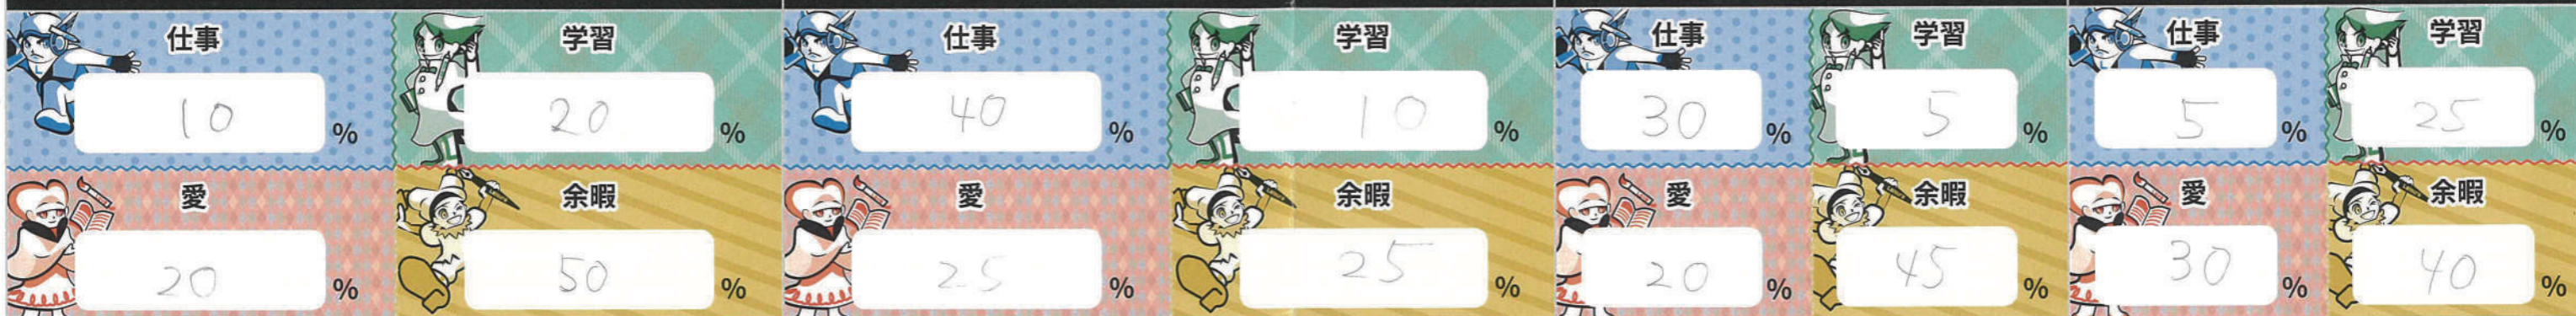 仕事 学習 仕事 学習 仕事 学習 仕事 学習
10 % 20 % 40 % 10 % 30 % 5 % 5 % 25 %
愛 余暇 愛 余暇 愛 余暇 愛 余暇
20 % 50 % 25 % 25 % 20 % 45 % 30 % 40 %